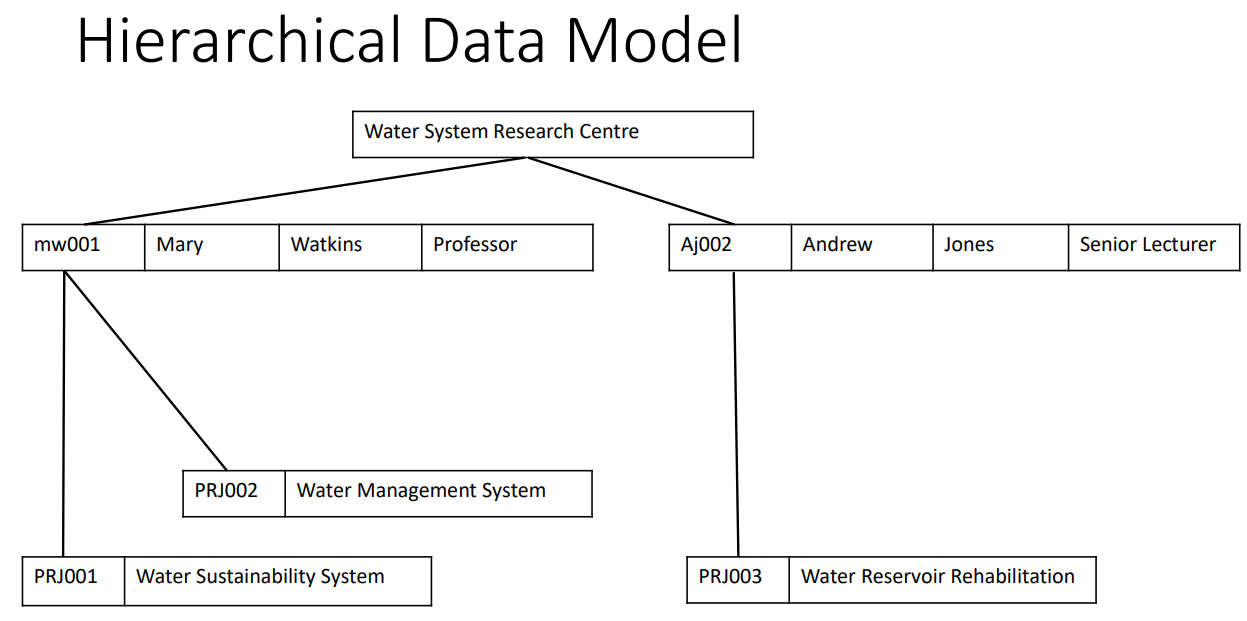 Hierarchical Data Model
Water System Research Centre
mw001 Mary Watkins Professor
Aj002 Andrew Jones Senior Lecturer
PRJ002 Water Management System
PRJ001 Water Sustainability System
PRJ003 Water Reservoir Rehabilitation